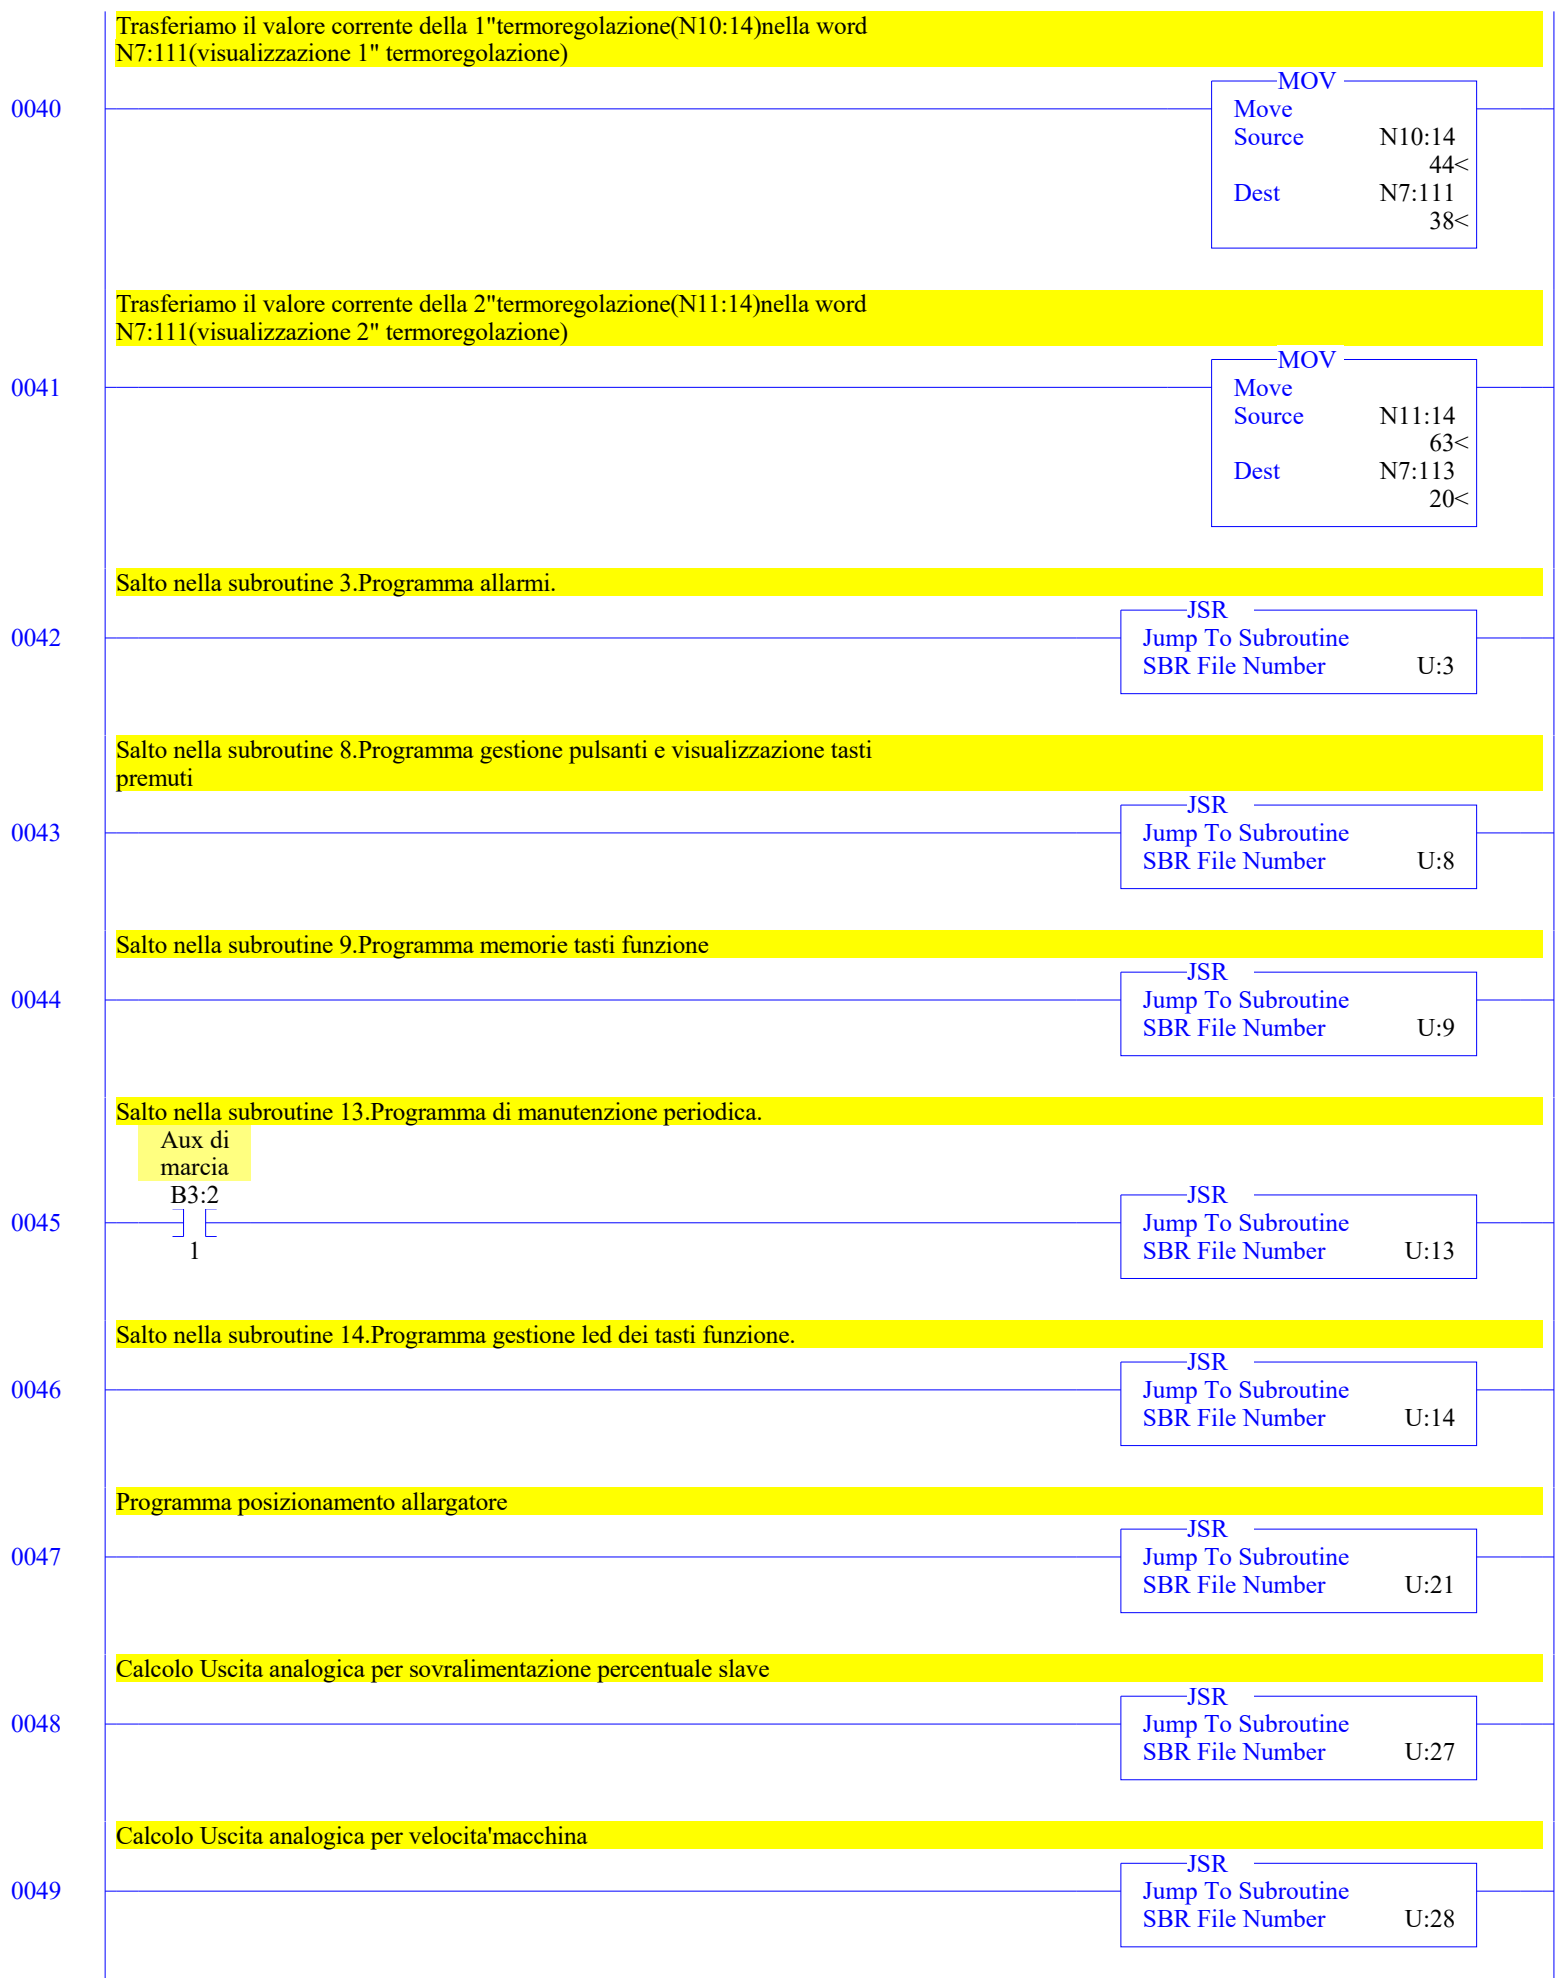 Trasferiamo il valore corrente della 1"termoregolazione(N10:14)nella word
N7:111(visualizzazione 1" termoregolazione)
MOV
0040
Move
Source N10:14
44<
Dest N7:111
38<
Trasferiamo il valore corrente della 2"termoregolazione(N11:14)nella word
N7:111(visualizzazione 2" termoregolazione)
MOV
0041
Move
Source N11:14
63<
Dest N7:113
20<
Salto nella subroutine 3.Programma allarmi.
JSR
0042
Jump To Subroutine
SBR File Number U:3
Salto nella subroutine 8.Programma gestione pulsanti e visualizzazione tasti
premuti
JSR
0043
Jump To Subroutine
SBR File Number U:8
Salto nella subroutine 9.Programma memorie tasti funzione
JSR
0044
Jump To Subroutine
SBR File Number U:9
Salto nella subroutine 13.Programma di manutenzione periodica.
Aux di
marcia
B3:2
JSR
0045
Jump To Subroutine
1
SBR File Number U:13
Salto nella subroutine 14.Programma gestione led dei tasti funzione.
JSR
0046
Jump To Subroutine
SBR File Number U:14
Programma posizionamento allargatore
JSR
0047
Jump To Subroutine
SBR File Number U:21
Calcolo Uscita analogica per sovralimentazione percentuale slave
JSR
0048
Jump To Subroutine
SBR File Number U:27
Calcolo Uscita analogica per velocita'macchina
JSR
0049
Jump To Subroutine
SBR File Number U:28